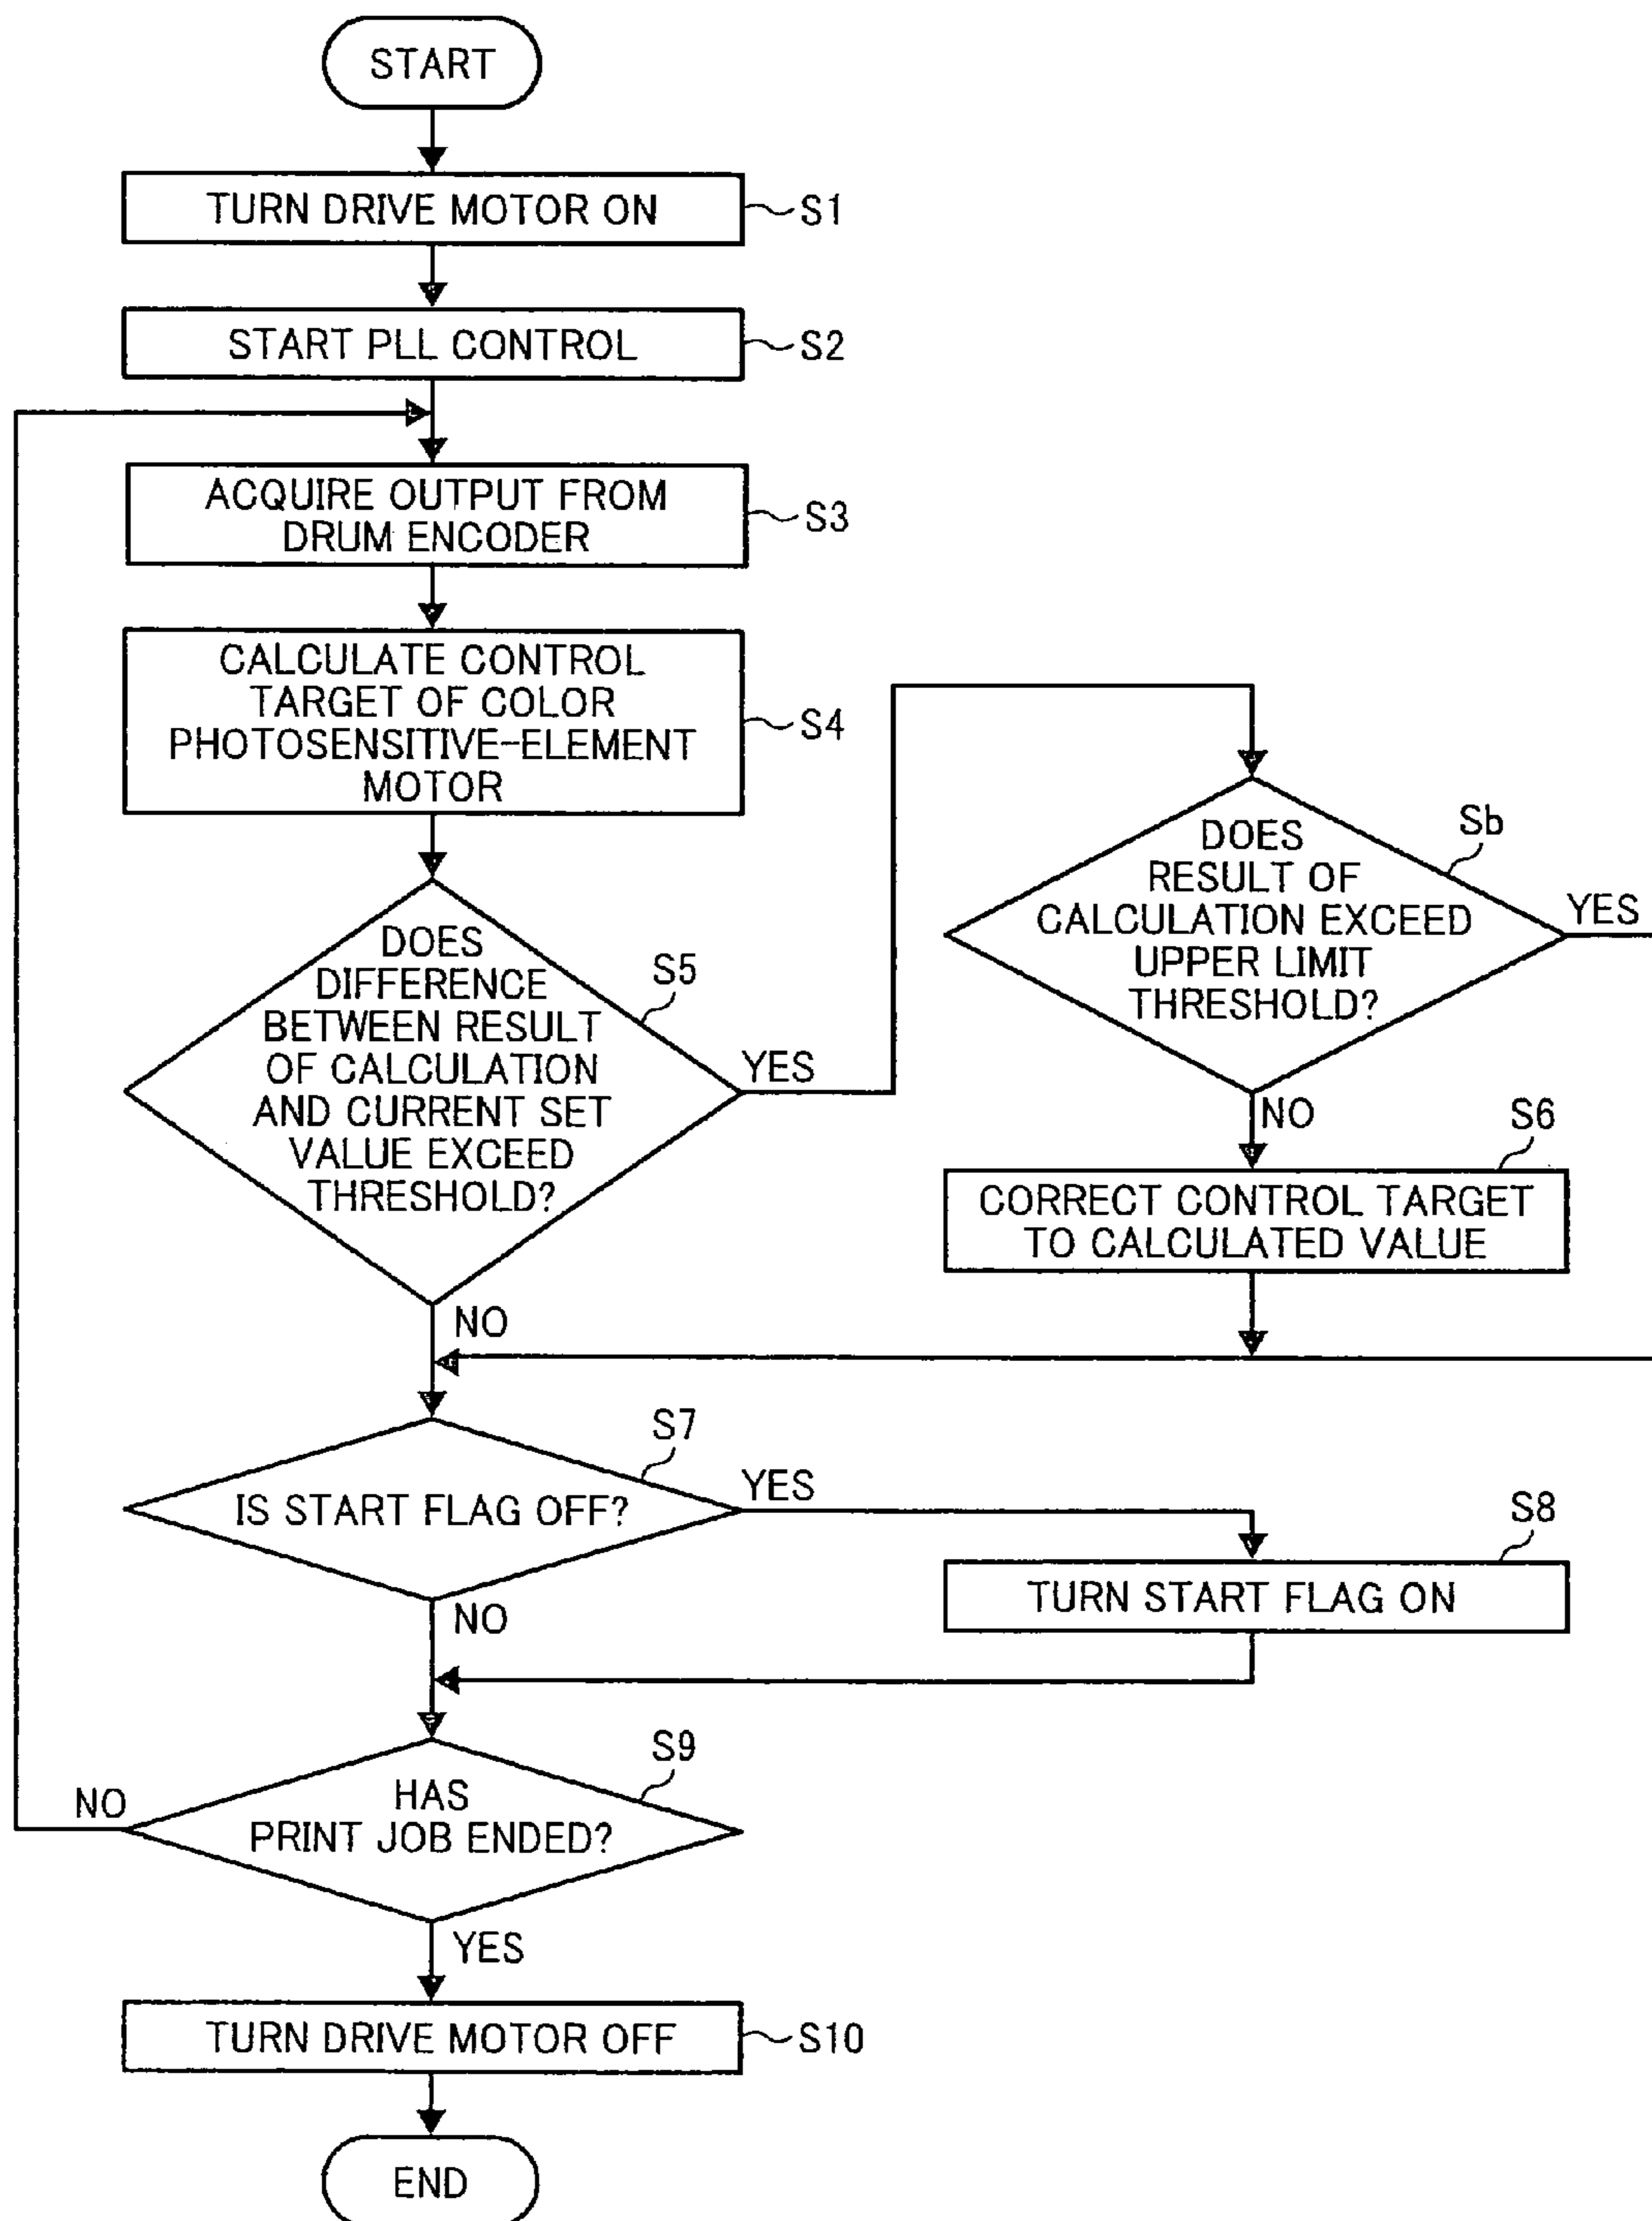 START
TURN DRIVE MOTOR ON
S1
START PLL CONTROL
S2
ACQUIRE OUTPUT FROM
DRUM ENCODER
S3
CALCULATE CONTROL
TARGET OF COLOR
PHOTOSENSITIVE-ELEMENT
MOTOR
S4
DOES
DIFFERENCE
BETWEEN RESULT
OF CALCULATION
AND CURRENT SET
VALUE EXCEED
THRESHOLD?
S5
YES
NO
DOES
RESULT OF
CALCULATION EXCEED
UPPER LIMIT
THRESHOLD?
Sb
YES
NO
S6
CORRECT CONTROL TARGET
TO CALCULATED VALUE
S7
IS START FLAG OFF?
YES
NO
S8
TURN START FLAG ON
S9
HAS
PRINT JOB ENDED?
NO
YES
TURN DRIVE MOTOR OFF
S10
END